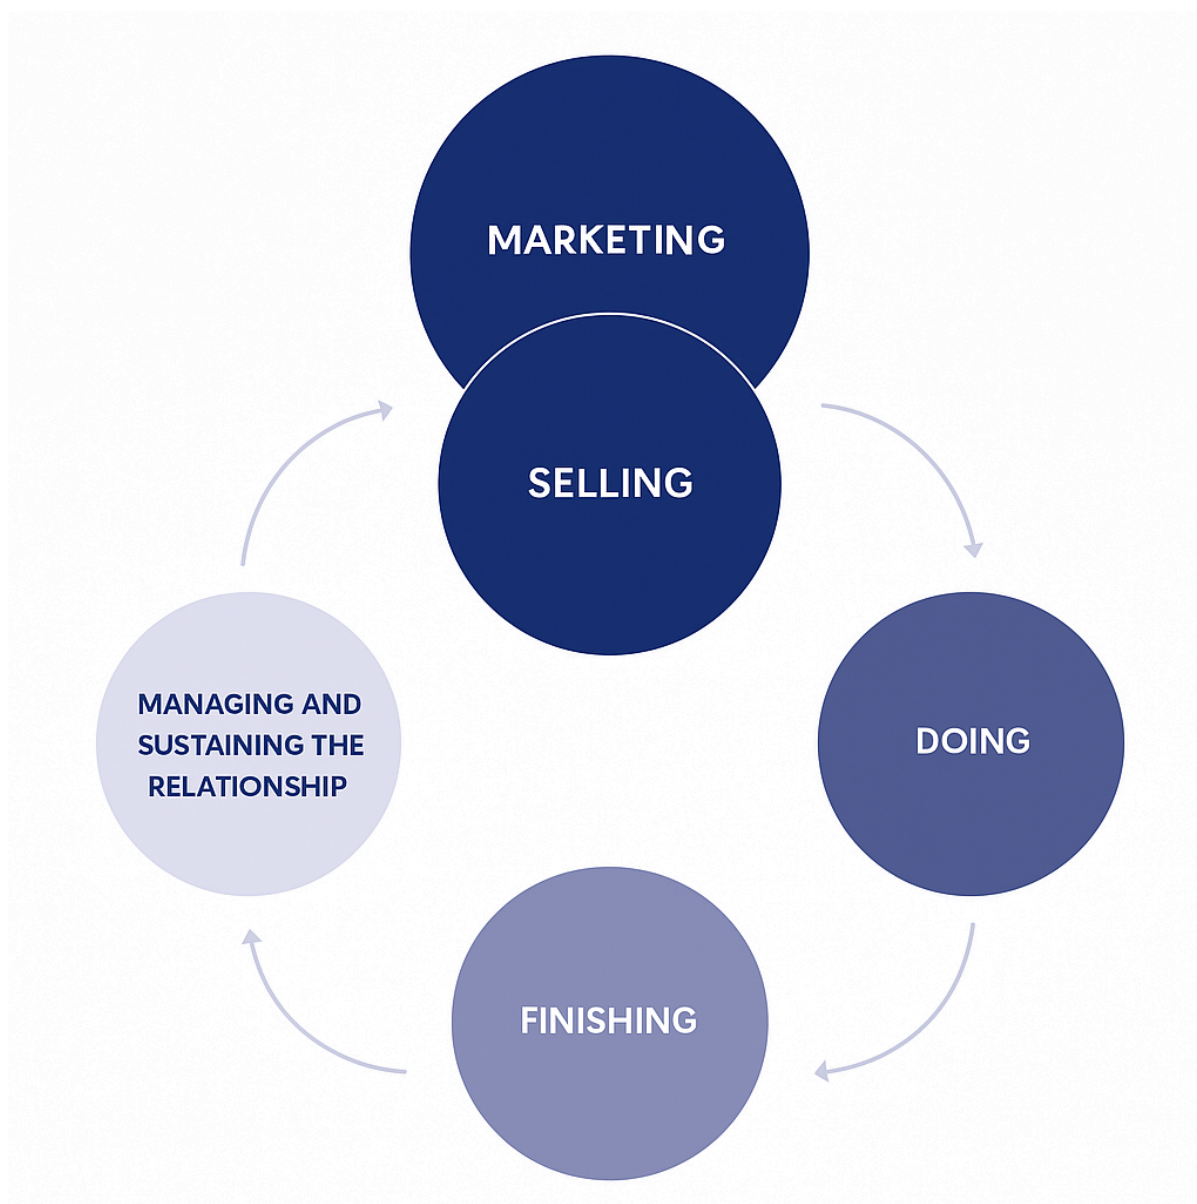 MARKETING
SELLING
DOING
FINISHING
MANAGING AND
SUSTAINING THE
RELATIONSHIP